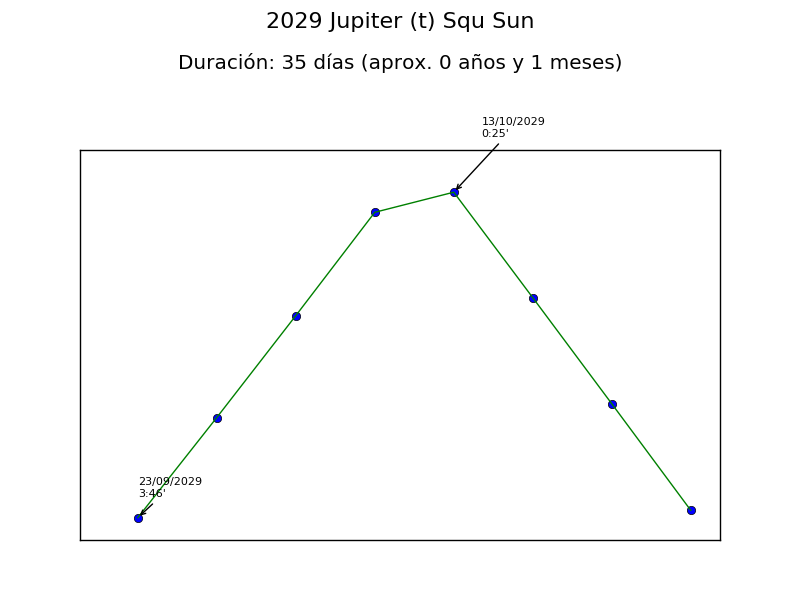 2029 Jupiter (t) Squ Sun
Duración: 35 días (aprox. 0 años y 1 meses)
13/10/2029
0:25'
23/09/2029
3:46'